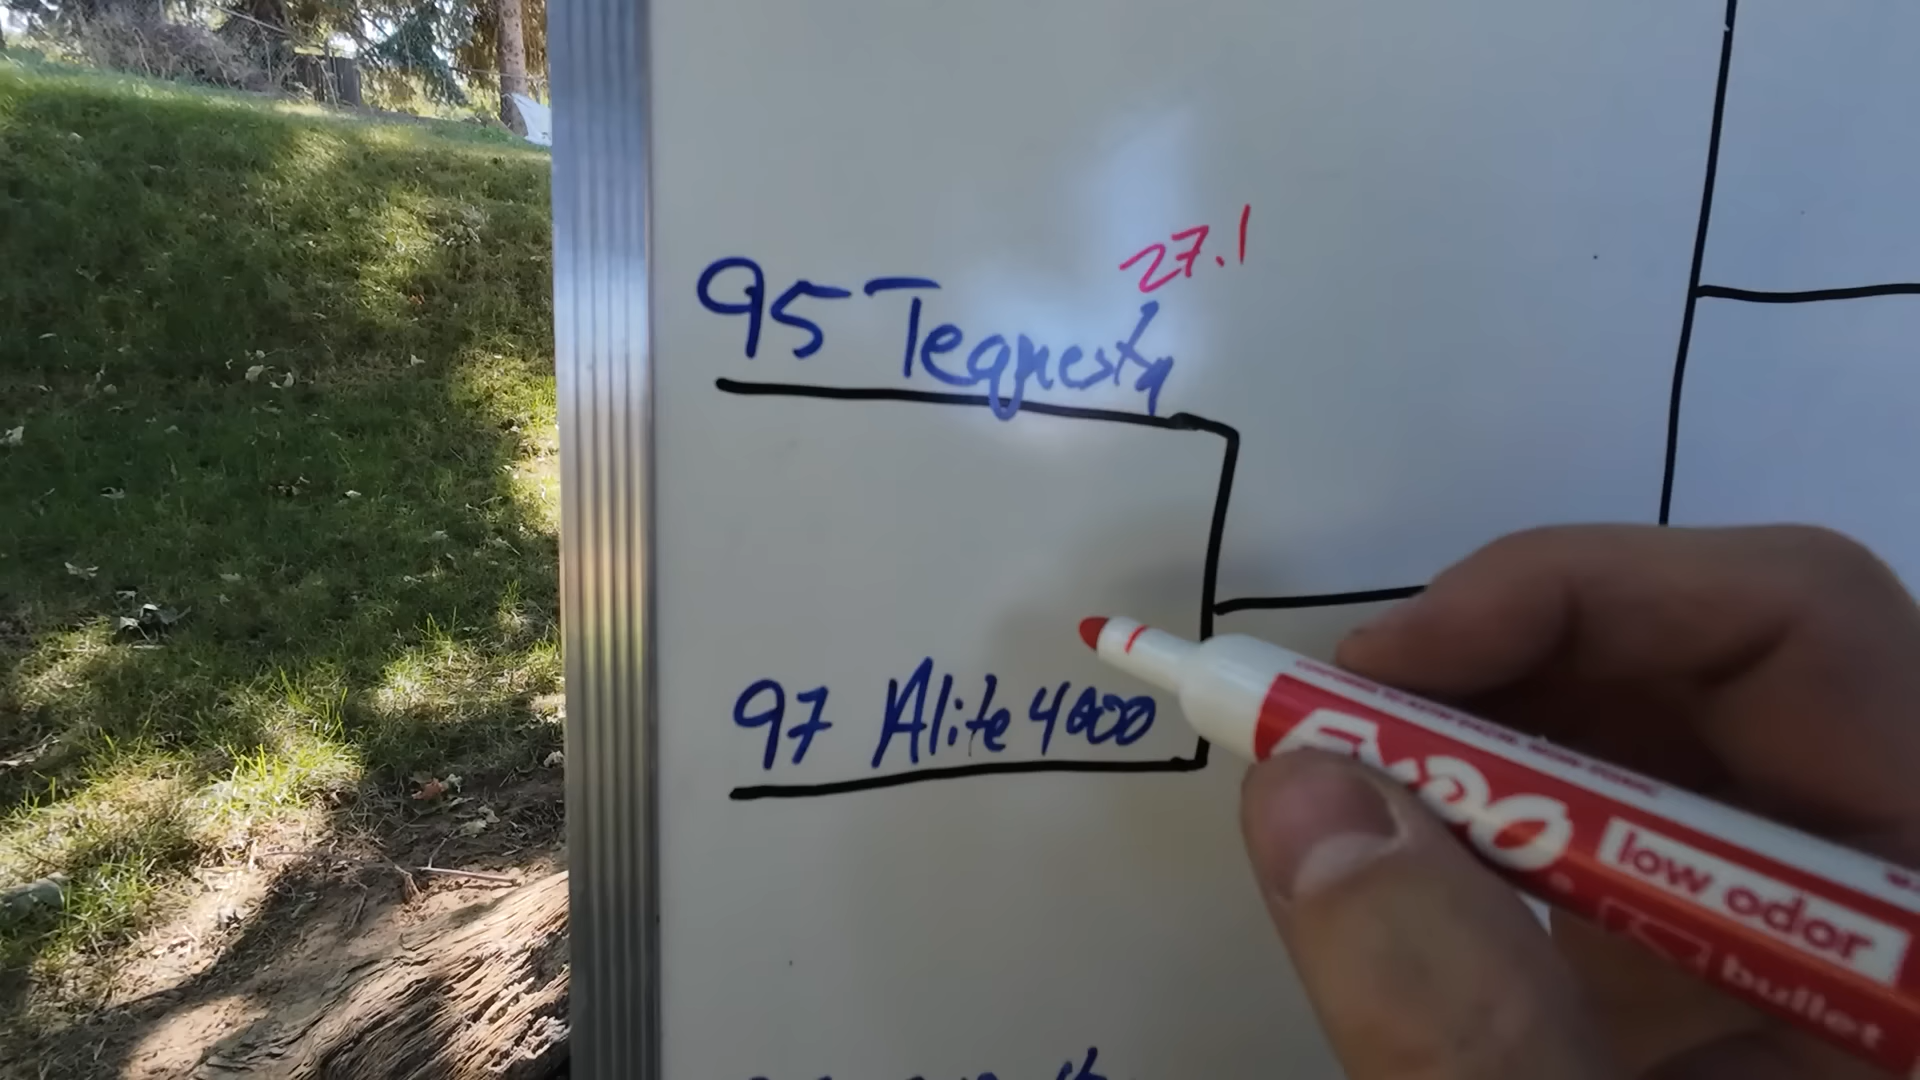 27.1
95 Tequesta
97 Alite 4000
EXPO
low odor
bullet